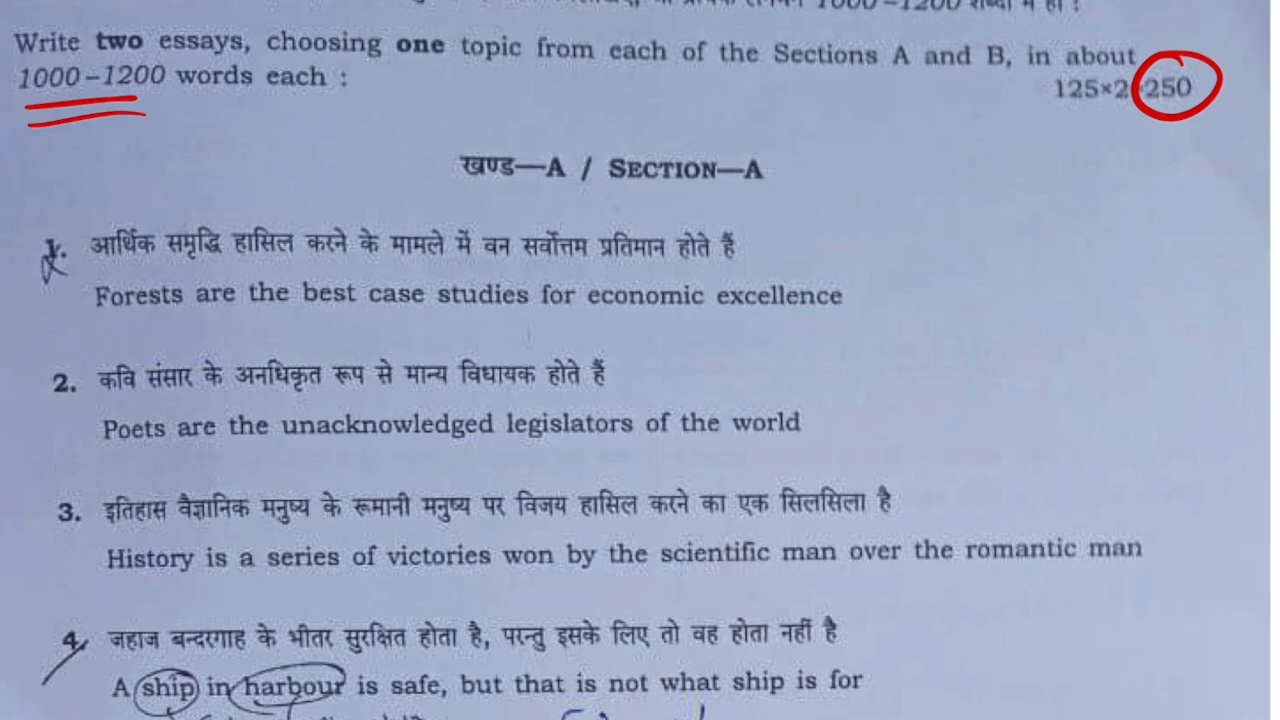 1000–1200 शब्दों में हो :
Write two essays, choosing one topic from each of the Sections A and B, in about
1000–1200 words each :
125×2 250
खण्ड—A / SECTION—A
1. आर्थिक समृद्धि हासिल करने के मामले में वन सर्वोत्तम प्रतिमान होते हैं
Forests are the best case studies for economic excellence
2. कवि संसार के अनधिकृत रूप से मान्य विधायक होते हैं
Poets are the unacknowledged legislators of the world
3. इतिहास वैज्ञानिक मनुष्य के रूमानी मनुष्य पर विजय हासिल करने का एक सिलसिला है
History is a series of victories won by the scientific man over the romantic man
4. जहाज बन्दरगाह के भीतर सुरक्षित होता है, परन्तु इसके लिए तो वह होता नहीं है
A ship in harbour is safe, but that is not what ship is for